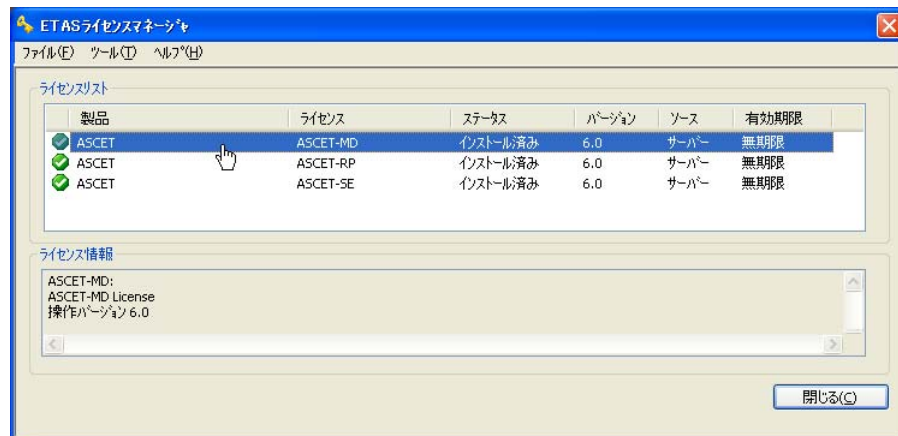 ETASライセンスマネージャ
ファイル(F) ツール(T) ヘルプ(H)
ライセンスリスト
製品 ライセンス ステータス バージョン ソース 有効期限
ASCET ASCET-MD インストール済み 6.0 サーバー 無期限
ASCET ASCET-RP インストール済み 6.0 サーバー 無期限
ASCET ASCET-SE インストール済み 6.0 サーバー 無期限
ライセンス情報
ASCET-MD:
ASCET-MD License
操作バージョン 6.0
閉じる(C)